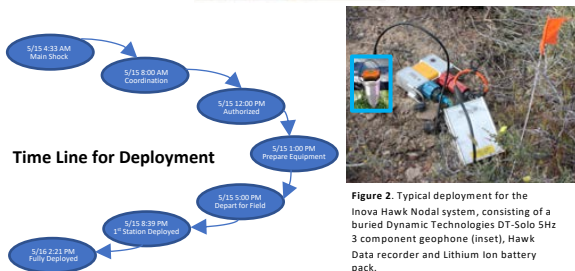 5/15 4:33 AM
Main Shock
5/15 8:00 AM
Coordination
5/15 12:00 PM
Authorized
5/15 1:00 PM
Prepare Equipment
5/15 5:00 PM
Depart for Field
5/15 8:39 PM
1st Station Deployed
5/16 2:21 PM
Fully Deployed
Time Line for Deployment
Figure 2. Typical deployment for the
Inova Hawk Nodal system, consisting of a
buried Dynamic Technologies DT-Solo 5Hz
3 component geophone (inset), Hawk
Data recorder and Lithium Ion battery
pack.